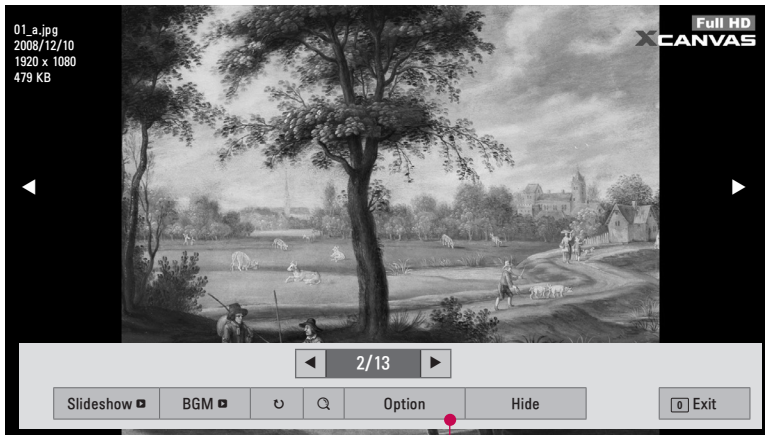 01_a.jpg
2008/12/10
1920 x 1080
479 KB
Full HD
XCANVAS
2/13
Slideshow
BGM
Option
Hide
0 Exit